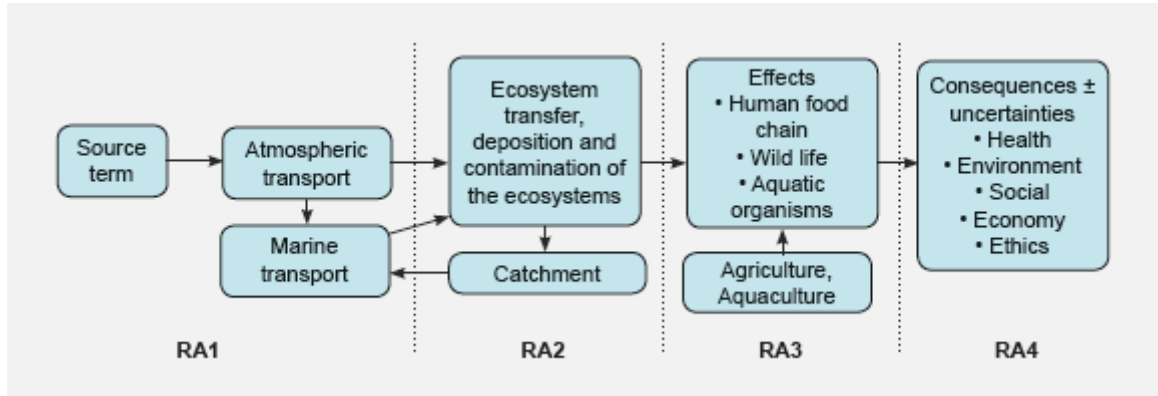 Source
term
Atmospheric
transport
Marine
transport
Ecosystem
transfer,
deposition and
contamination of
the ecosystems
Catchment
Effects
• Human food
chain
• Wild life
• Aquatic
organisms
Agriculture,
Aquaculture
Consequences ±
uncertainties
• Health
• Environment
• Social
• Economy
• Ethics
RA1
RA2
RA3
RA4